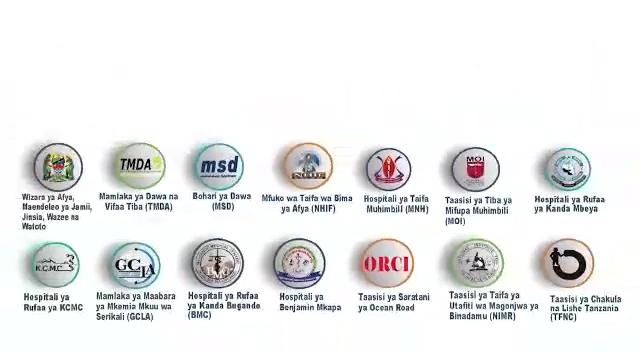 TMDA
msd
NHIF
MOI
Wizara ya Afya,
Maendeleo ya Jamii,
Jinsia, Wazee na
Watoto
Mamlaka ya Dawa na
Vifaa Tiba (TMDA)
Bohari ya Dawa
(MSD)
Mfuko wa Taifa wa Bima
ya Afya (NHIF)
Hospitali ya Taifa
Muhimbili (MNH)
Taasisi ya Tiba ya
Mifupa Muhimbili
(MOI)
Hospitali ya Rufaa
ya Kanda Mbeya
K.C.M.C
GCLA
BMC
ORCI
Hospitali ya
Rufaa ya KCMC
Mamlaka ya Maabara
ya Mkemia Mkuu wa
Serikali (GCLA)
Hospitali ya Rufaa
ya Kanda Bugando
(BMC)
Hospitali ya
Benjamin Mkapa
Taasisi ya Saratani
ya Ocean Road
Taasisi ya Taifa ya
Utafiti wa Magonjwa ya
Binadamu (NIMR)
Taasisi ya Chakula
na Lishe Tanzania
(TFNC)